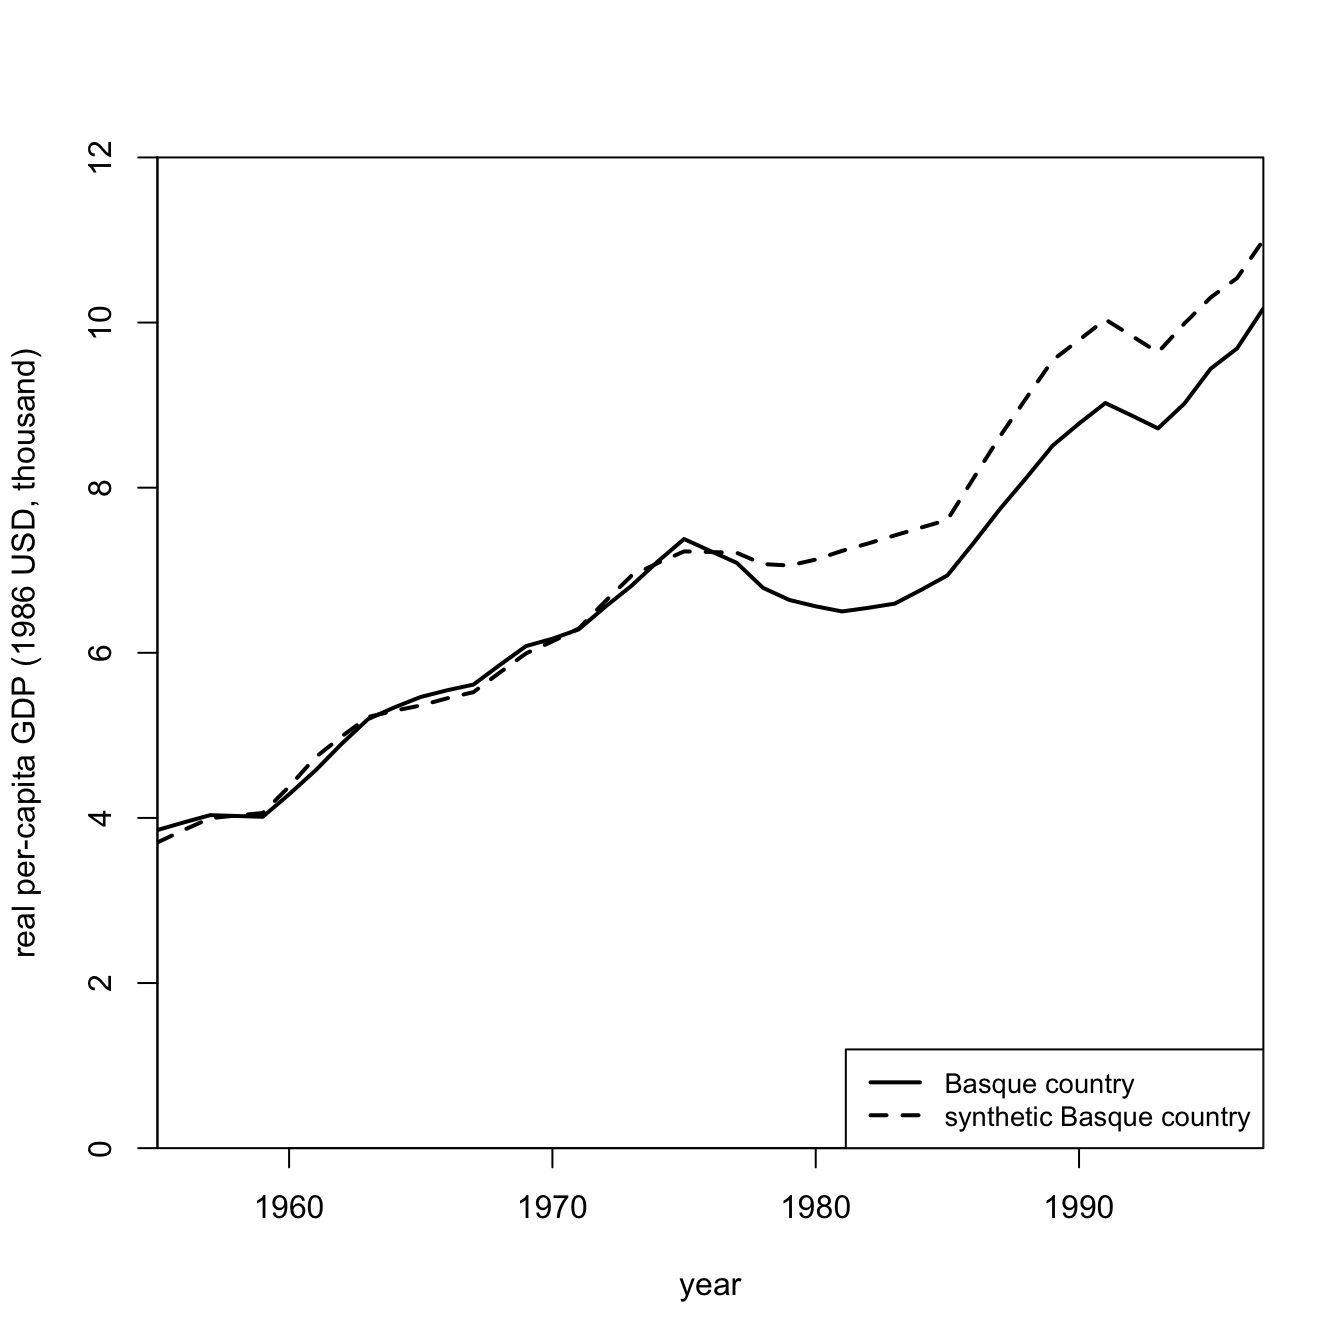 12
10
8
6
4
2
0
real per-capita GDP (1986 USD, thousand)
Basque country
synthetic Basque country
1960 1970 1980 1990
year